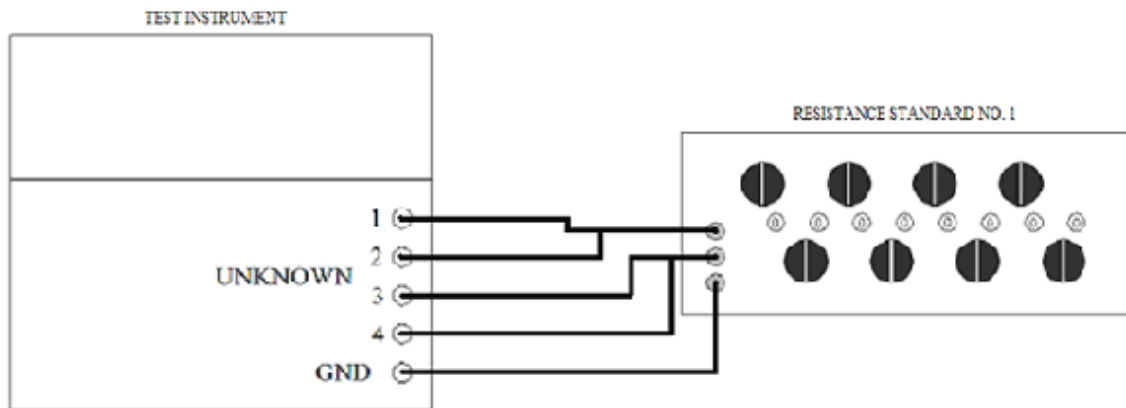 TEST INSTRUMENT
RESISTANCE STANDARD NO. 1
1
2
UNKNOWN
3
4
GND